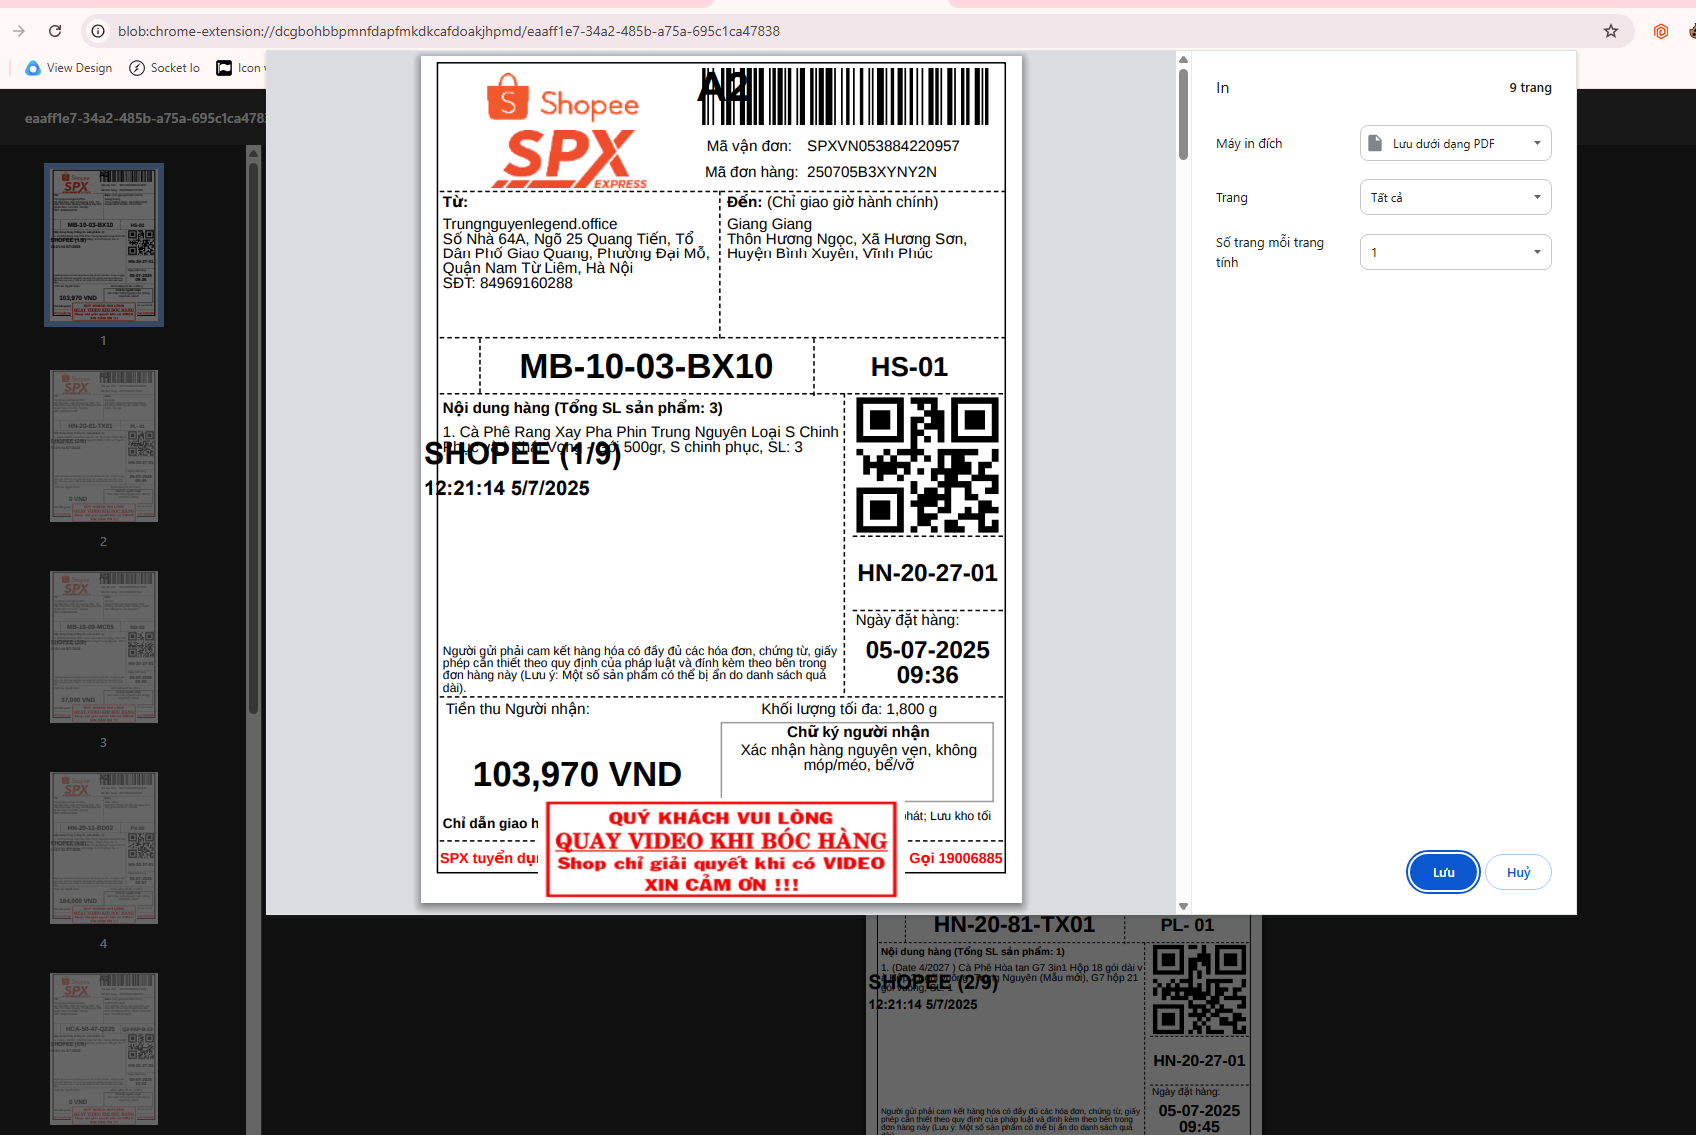 blob:chrome-extension://dcgbohbbpmnfdapfmkdkcafdoakjhpmd/eaaff1e7-34a2-485b-a75a-695c1ca47838
View Design
Socket Io
Icon
eaaff1e7-34a2-485b-a75a-695c1ca478
1
2
3
4
Shopee
SPX
EXPRESS
A2
Mã vận đơn: SPXVN053884220957
Mã đơn hàng: 250705B3XYNY2N
Từ:
Trungnguyenlegend.office
Số Nhà 64A, Ngõ 25 Quang Tiến, Tổ
Dân Phố Giao Quang, Phường Đại Mỗ,
Quận Nam Từ Liêm, Hà Nội
SĐT: 84969160288
Đến: (Chỉ giao giờ hành chính)
Giang Giang
Thôn Hương Ngọc, Xã Hương Sơn,
Huyện Bình Xuyên, Vĩnh Phúc
MB-10-03-BX10
HS-01
Nội dung hàng (Tổng SL sản phẩm: 3)
1. Cà Phê Rang Xay Pha Phin Trung Nguyên Loại S Chinh
Phục và Khát Vọng - gói 500gr, S chinh phục, SL: 3
SHOPEE (1/9)
12:21:14 5/7/2025
HN-20-27-01
Ngày đặt hàng:
05-07-2025
09:36
Người gửi phải cam kết hàng hóa có đầy đủ các hóa đơn, chứng từ, giấy
phép cần thiết theo quy định của pháp luật và đính kèm theo bên trong
đơn hàng này (Lưu ý: Một số sản phẩm có thể bị ẩn do danh sách quá
dài).
Tiền thu Người nhận:
103,970 VND
Khối lượng tối đa: 1,800 g
Chữ ký người nhận
Xác nhận hàng nguyên vẹn, không
móp/méo, bể/vỡ
Chỉ dẫn giao h
phát; Lưu kho tối
SPX tuyển dụ
Gọi 19006885
QUÝ KHÁCH VUI LÒNG
QUAY VIDEO KHI BÓC HÀNG
Shop chỉ giải quyết khi có VIDEO
XIN CẢM ƠN !!!
In
9 trang
Máy in đích
Lưu dưới dạng PDF
Trang
Tất cả
Số trang mỗi trang
tính
1
Lưu
Huỷ
HN-20-81-TX01
PL- 01
Nội dung hàng (Tổng SL sản phẩm: 1)
1. (Date 4/2027 ) Cà Phê Hòa tan G7 3in1 Hộp 18 gói dài v
Nguyên (Mẫu mới), G7 hộp 21
gói vuông, SL: 1
SHOPEE (2/9)
12:21:14 5/7/2025
HN-20-27-01
Ngày đặt hàng:
05-07-2025
09:45
Người gửi phải cam kết hàng hóa có đầy đủ các hóa đơn, chứng từ, giấy
phép cần thiết theo quy định của pháp luật và đính kèm theo bên trong
đơn hàng này (Lưu ý: Một số sản phẩm có thể bị ẩn do danh sách quá